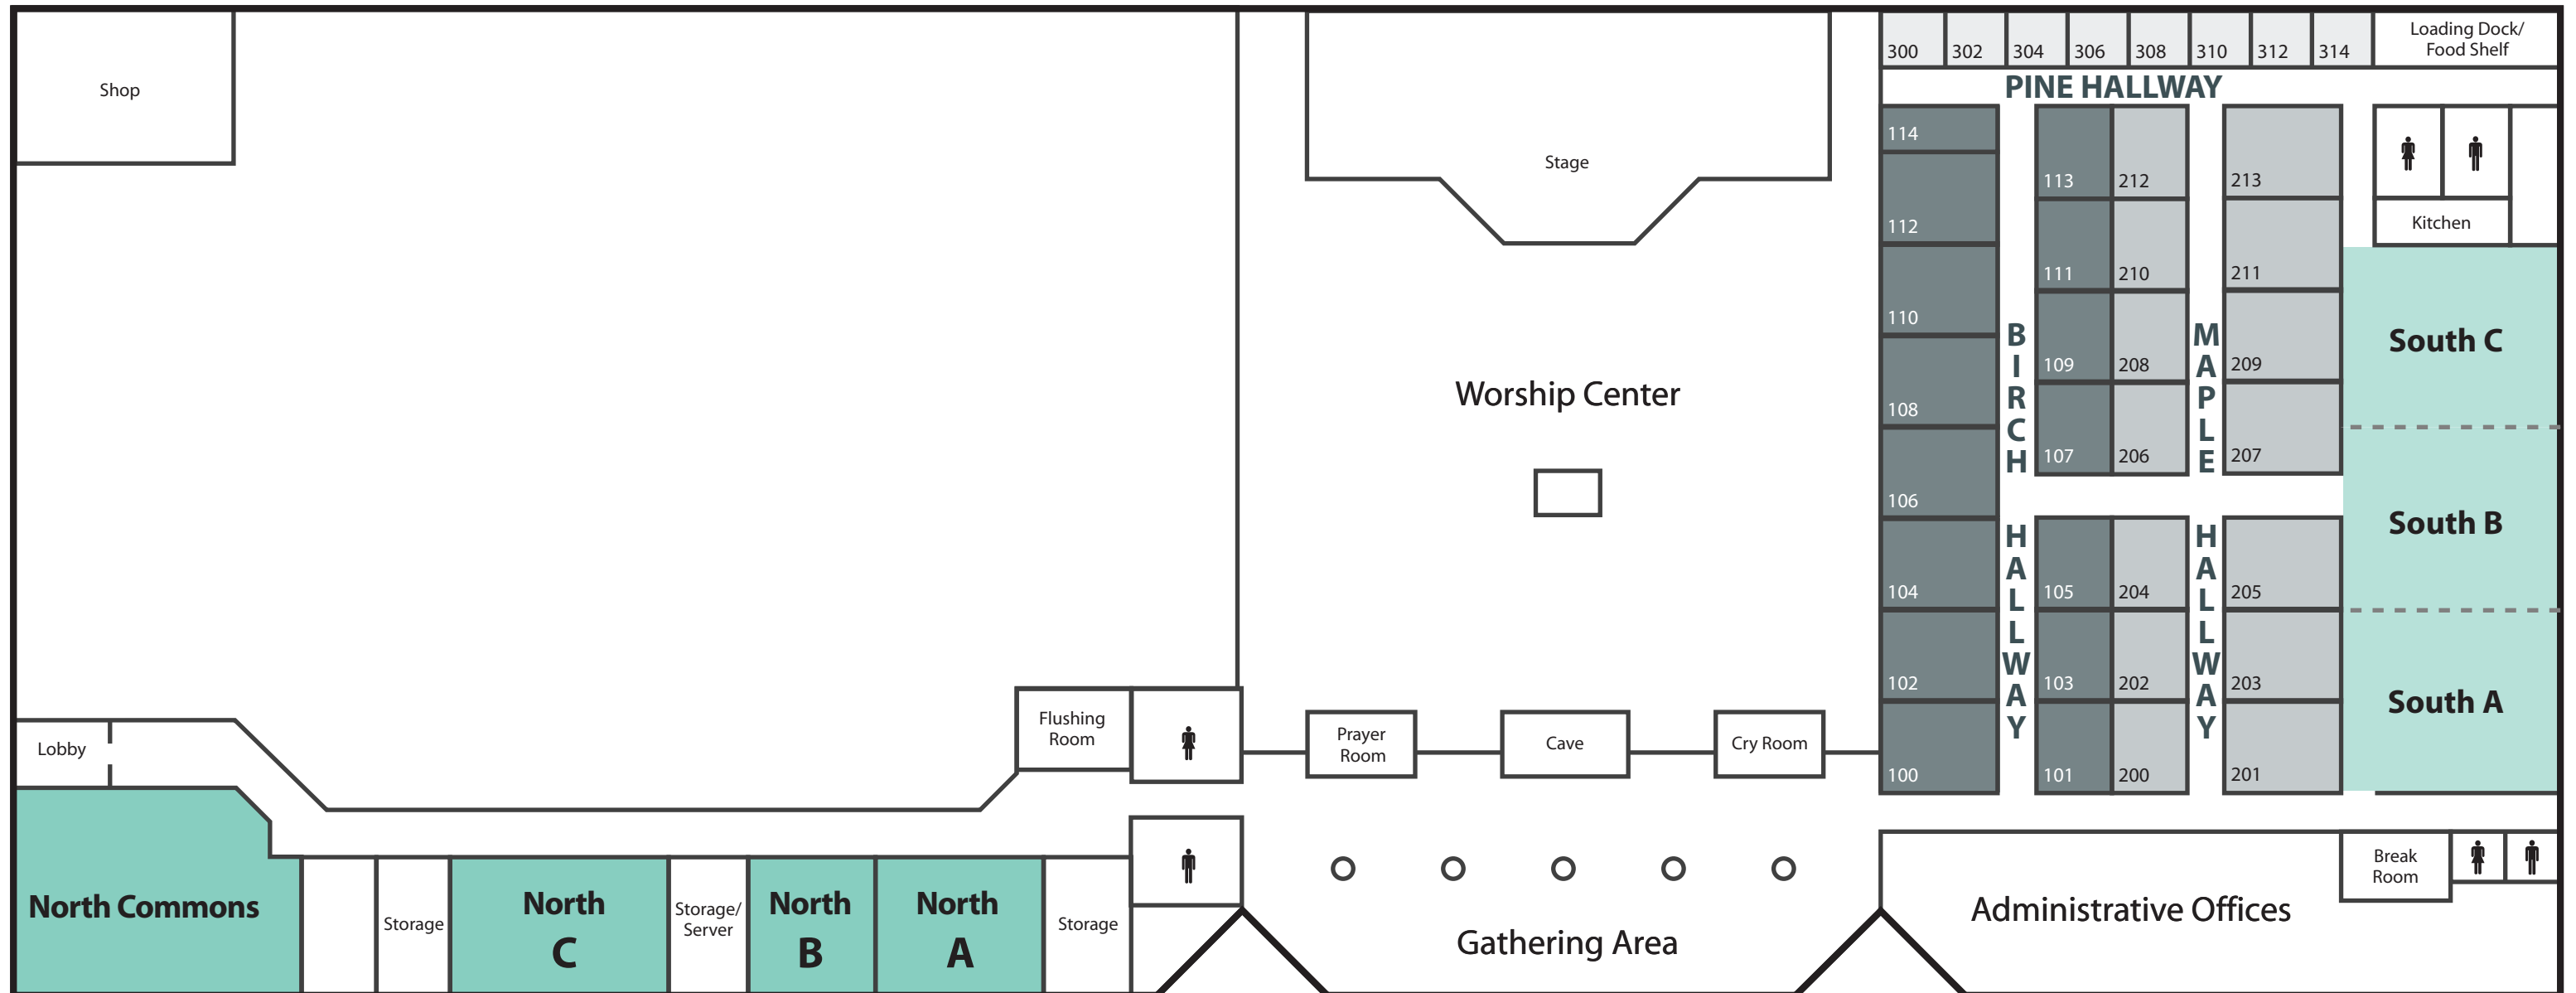 Shop
Stage
Worship Center
300 302 304 306 308 310 312 314
Loading Dock/
Food Shelf
PINE HALLWAY
114
113 212 213
112
Kitchen
111 210 211
110
109 208 209
108
107 206 207
106
BIRCH HALLWAY
MAPLE HALLWAY
South C
South B
South A
104 105 204 205
102 103 202 203
100 101 200 201
Lobby
Flushing
Room
Prayer
Room
Cave
Cry Room
North Commons
Storage
North
C
Storage/
Server
North
B
North
A
Storage
Gathering Area
Administrative Offices
Break
Room